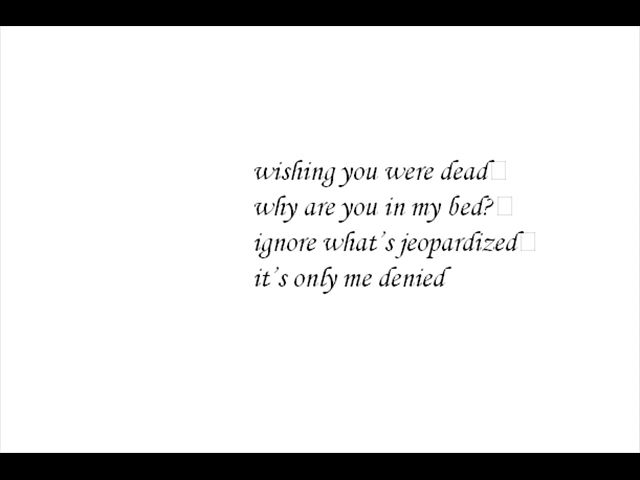 wishing you were dead
why are you in my bed?
ignore what's jeopardized
it's only me denied